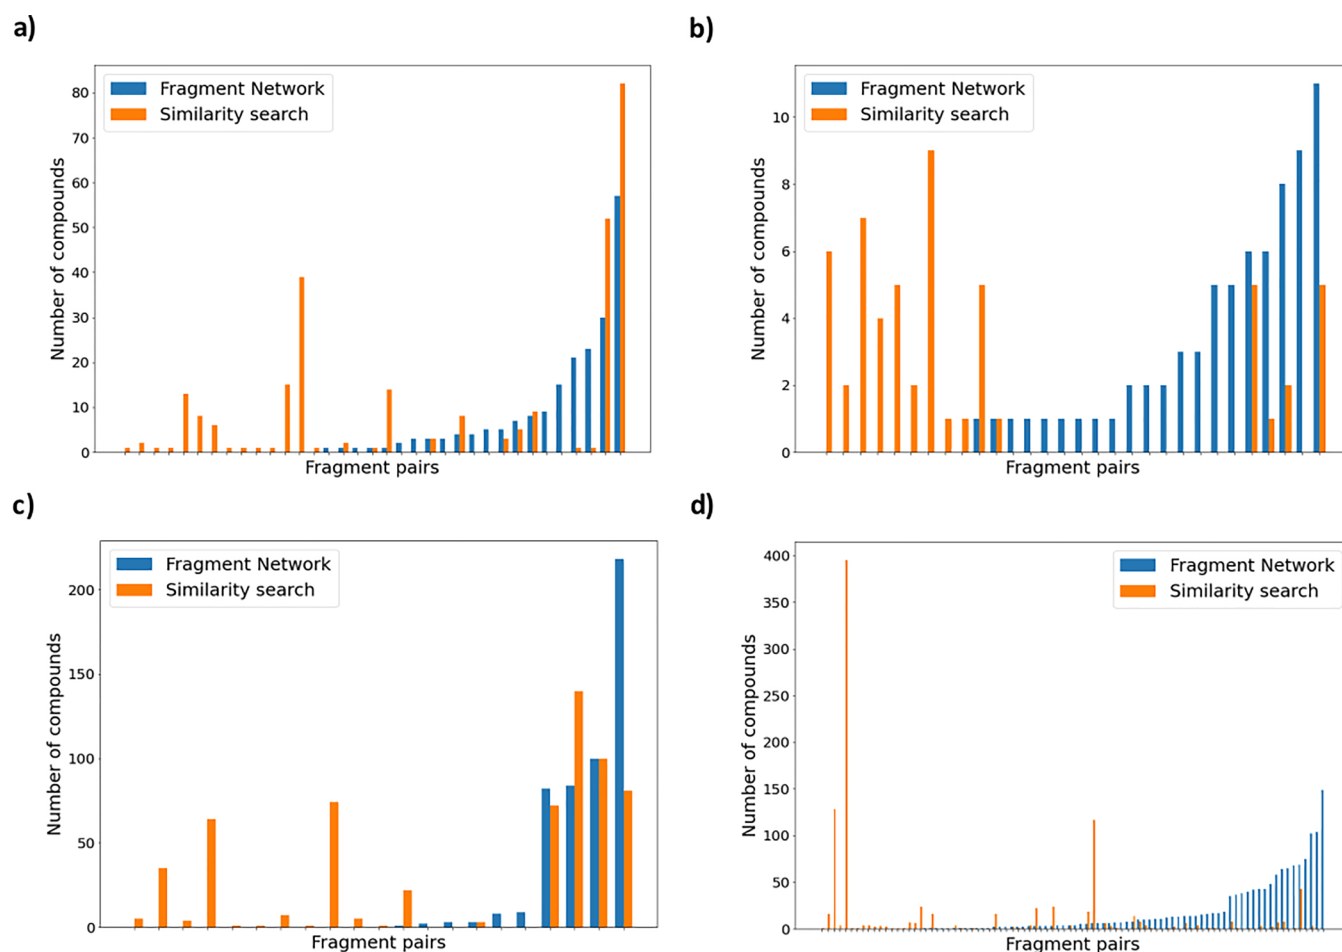 a)
Fragment Network
Similarity search
Number of compounds
80
70
60
50
40
30
20
10
0
Fragment pairs
b)
Fragment Network
Similarity search
Number of compounds
10
8
6
4
2
0
Fragment pairs
c)
Fragment Network
Similarity search
Number of compounds
200
150
100
50
0
Fragment pairs
d)
Fragment Network
Similarity search
Number of compounds
400
350
300
250
200
150
100
50
0
Fragment pairs